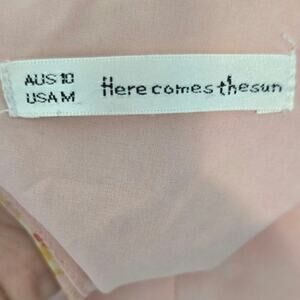 AUS 10
USA M
Here comes the sun